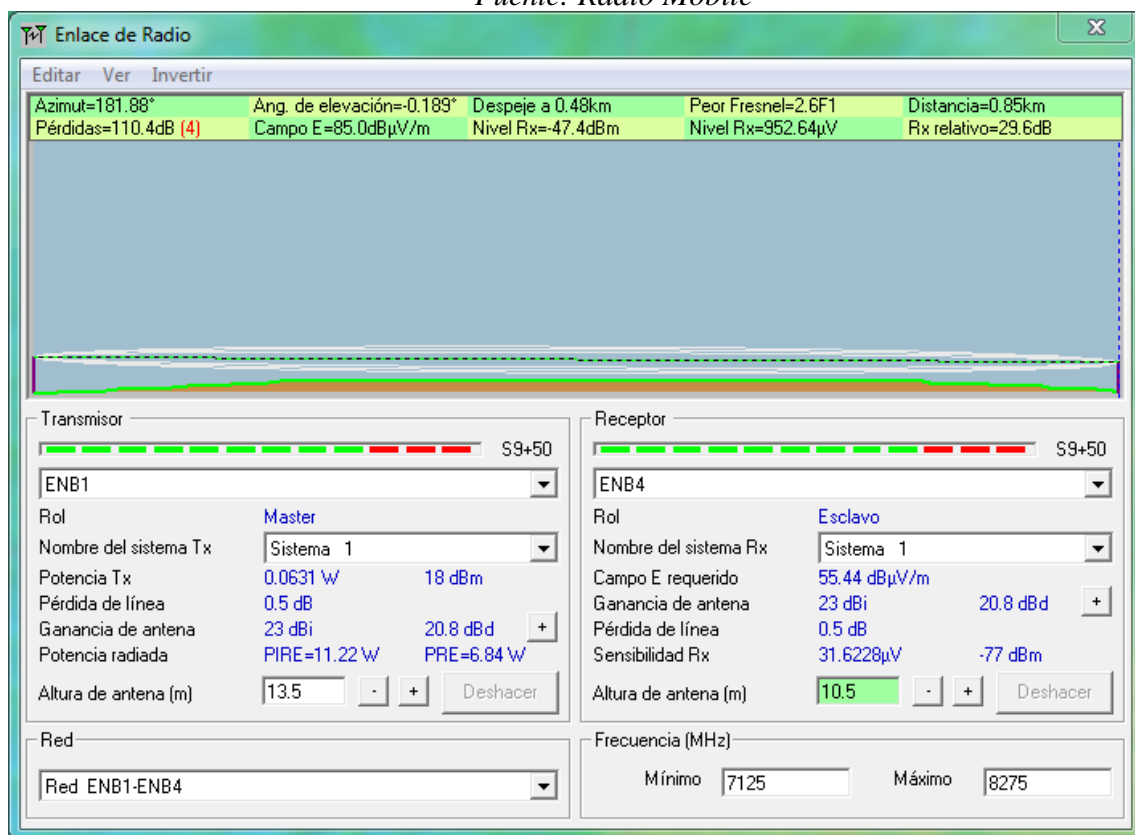 Fuente: Radio Mobile
Enlace de Radio
Editar Ver Invertir
Azimut=181.88° Ang. de elevación=-0.189° Despeje a 0.48km Peor Fresnel=2.6F1 Distancia=0.85km
Pérdidas=110.4dB (4) Campo E=85.0dBµV/m Nivel Rx=-47.4dBm Nivel Rx=952.64µV Rx relativo=29.6dB
Transmisor
S9+50
ENB1
Rol Master
Nombre del sistema Tx Sistema 1
Potencia Tx 0.0631 W 18 dBm
Pérdida de línea 0.5 dB
Ganancia de antena 23 dBi 20.8 dBd +
Potencia radiada PIRE=11.22 W PRE=6.84 W
Altura de antena (m) 13.5 - + Deshacer
Receptor
S9+50
ENB4
Rol Esclavo
Nombre del sistema Rx Sistema 1
Campo E requerido 55.44 dBµV/m
Ganancia de antena 23 dBi 20.8 dBd +
Pérdida de línea 0.5 dB
Sensibilidad Rx 31.6228µV -77 dBm
Altura de antena (m) 10.5 - + Deshacer
Red
Red ENB1-ENB4
Frecuencia (MHz)
Mínimo 7125 Máximo 8275